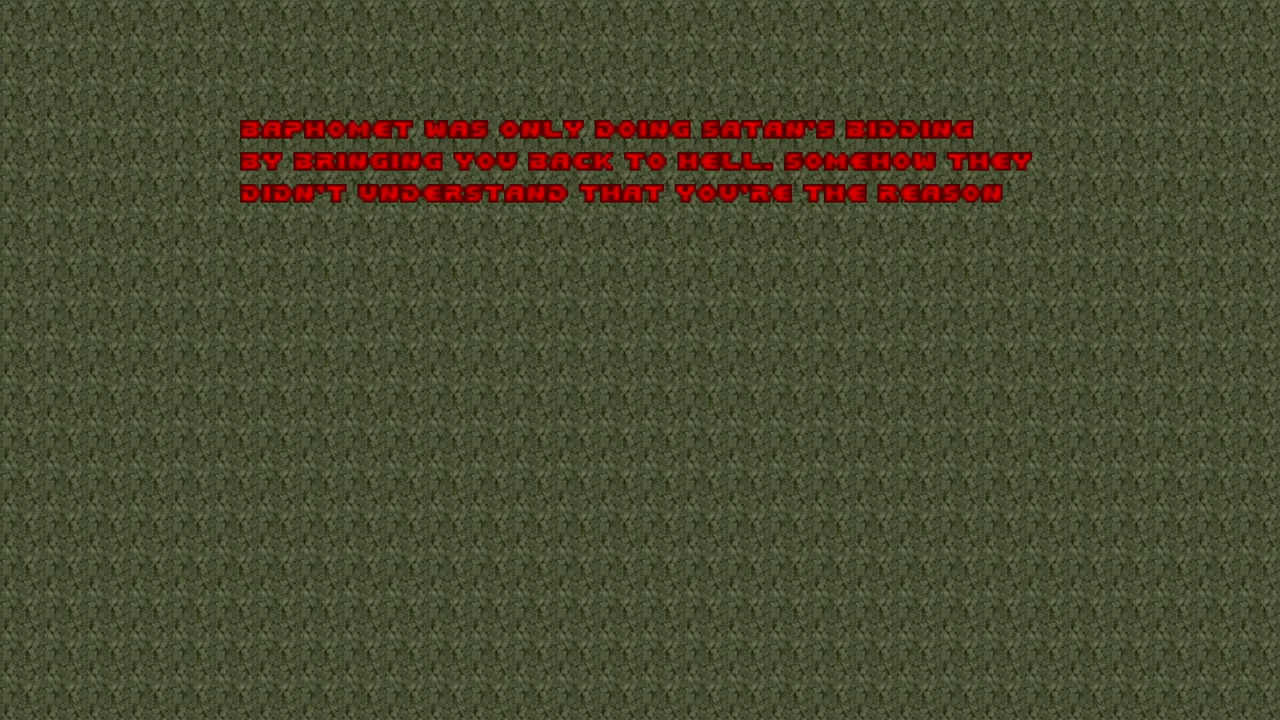 BAPHOMET WAS ONLY DOING SATAN'S BIDDING
BY BRINGING YOU BACK TO HELL. SOMEHOW THEY
DIDN'T UNDERSTAND THAT YOU'RE THE REASON